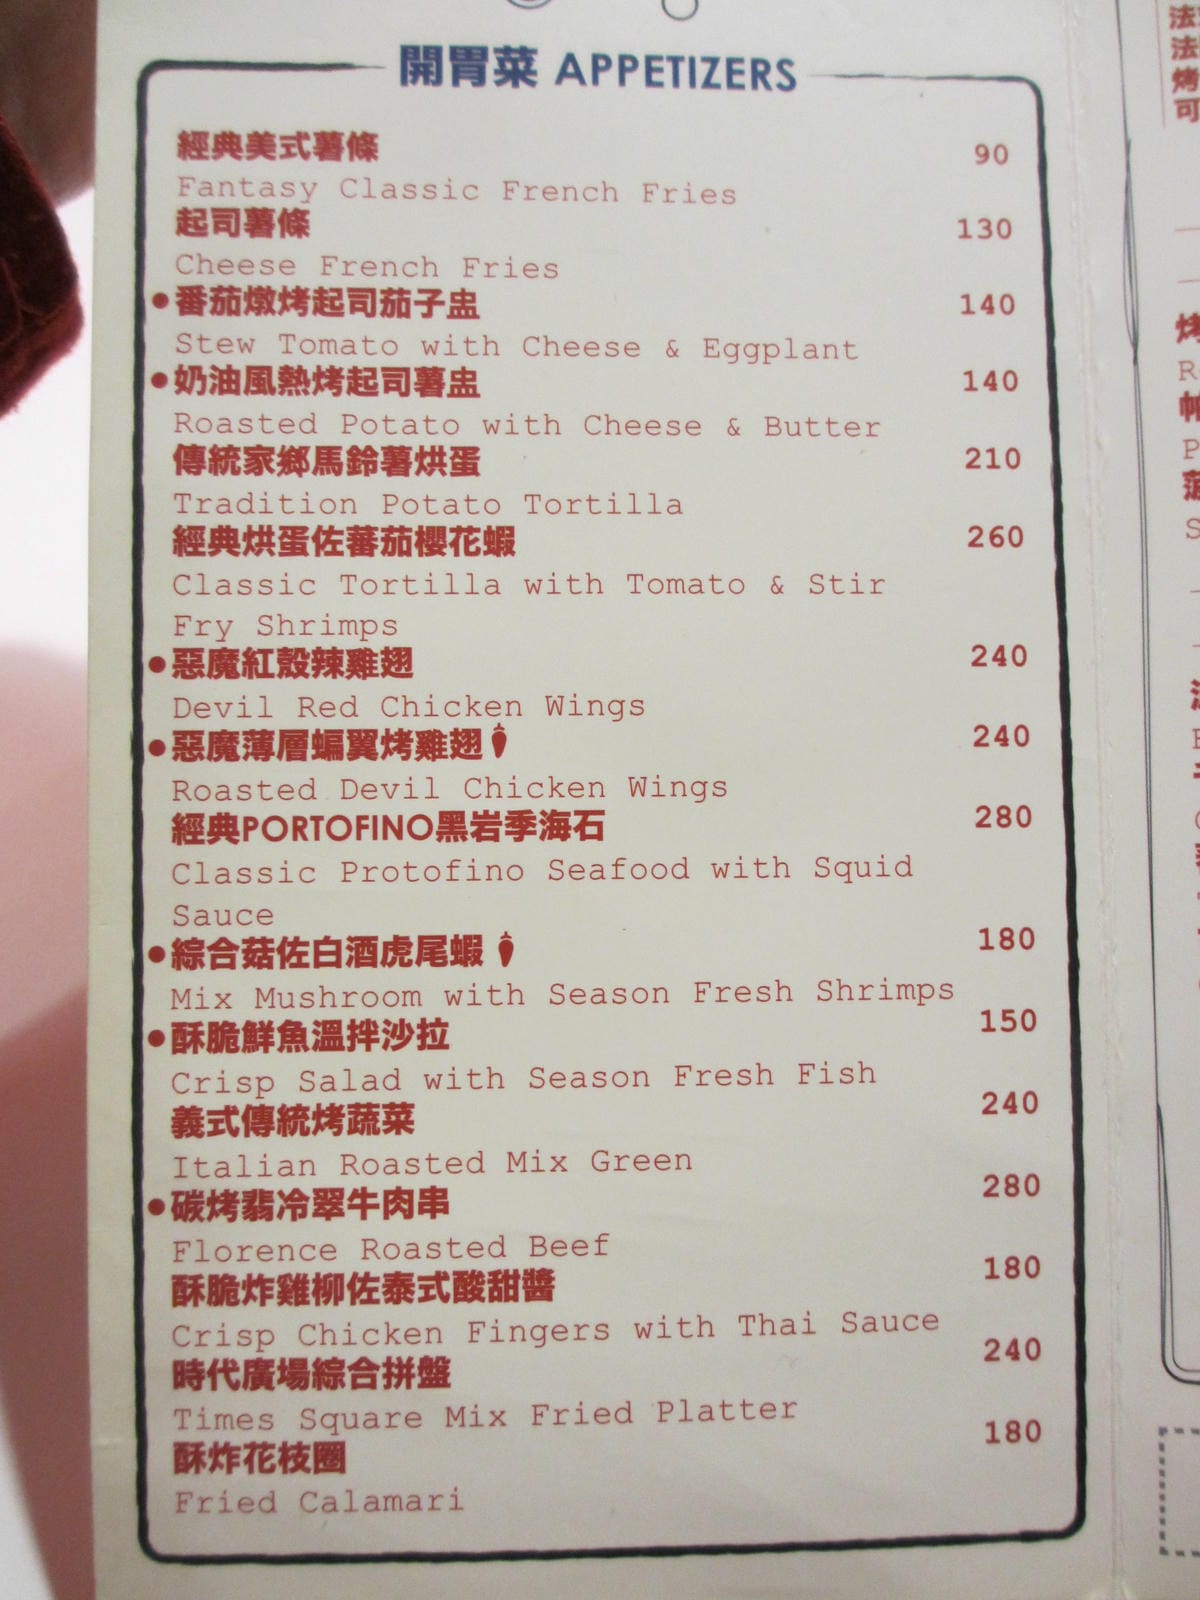 開胃菜 APPETIZERS
經典美式薯條 90
Fantasy Classic French Fries
起司薯條 130
Cheese French Fries
●番茄燉烤起司茄子盅 140
Stew Tomato with Cheese & Eggplant
●奶油風熱烤起司薯盅 140
Roasted Potato with Cheese & Butter
傳統家鄉馬鈴薯烘蛋 210
Tradition Potato Tortilla
經典烘蛋佐蕃茄櫻花蝦 260
Classic Tortilla with Tomato & Stir
Fry Shrimps
●惡魔紅殼辣雞翅 240
Devil Red Chicken Wings
●惡魔薄層蝙翼烤雞翅 240
Roasted Devil Chicken Wings
經典PORTOFINO黑岩季海石 280
Classic Protofino Seafood with Squid
Sauce
●綜合菇佐白酒虎尾蝦 180
Mix Mushroom with Season Fresh Shrimps
●酥脆鮮魚溫拌沙拉 150
Crisp Salad with Season Fresh Fish
義式傳統烤蔬菜 240
Italian Roasted Mix Green
●碳烤翡冷翠牛肉串 280
Florence Roasted Beef
酥脆炸雞柳佐泰式酸甜醬 180
Crisp Chicken Fingers with Thai Sauce
時代廣場綜合拼盤 240
Times Square Mix Fried Platter
酥炸花枝圈 180
Fried Calamari
法
法
烤
可